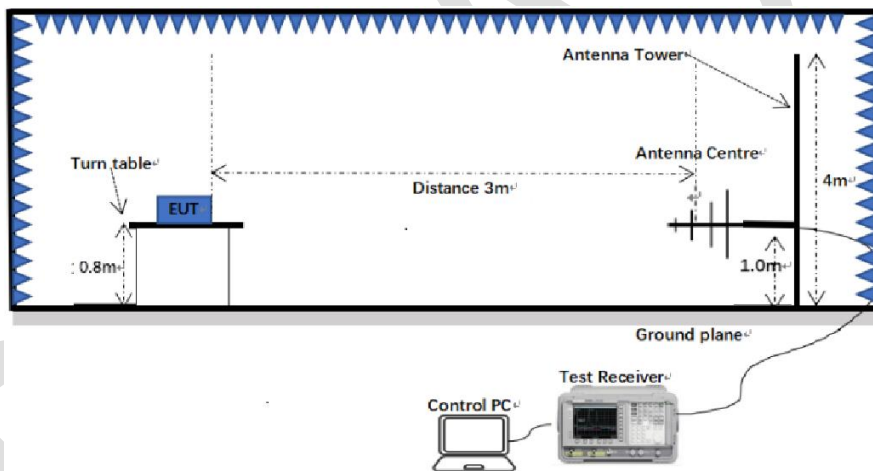 Antenna Tower
Turn table
Antenna Centre
Distance 3m
4m
EUT
0.8m
1.0m
Ground plane
Test Receiver
Control PC